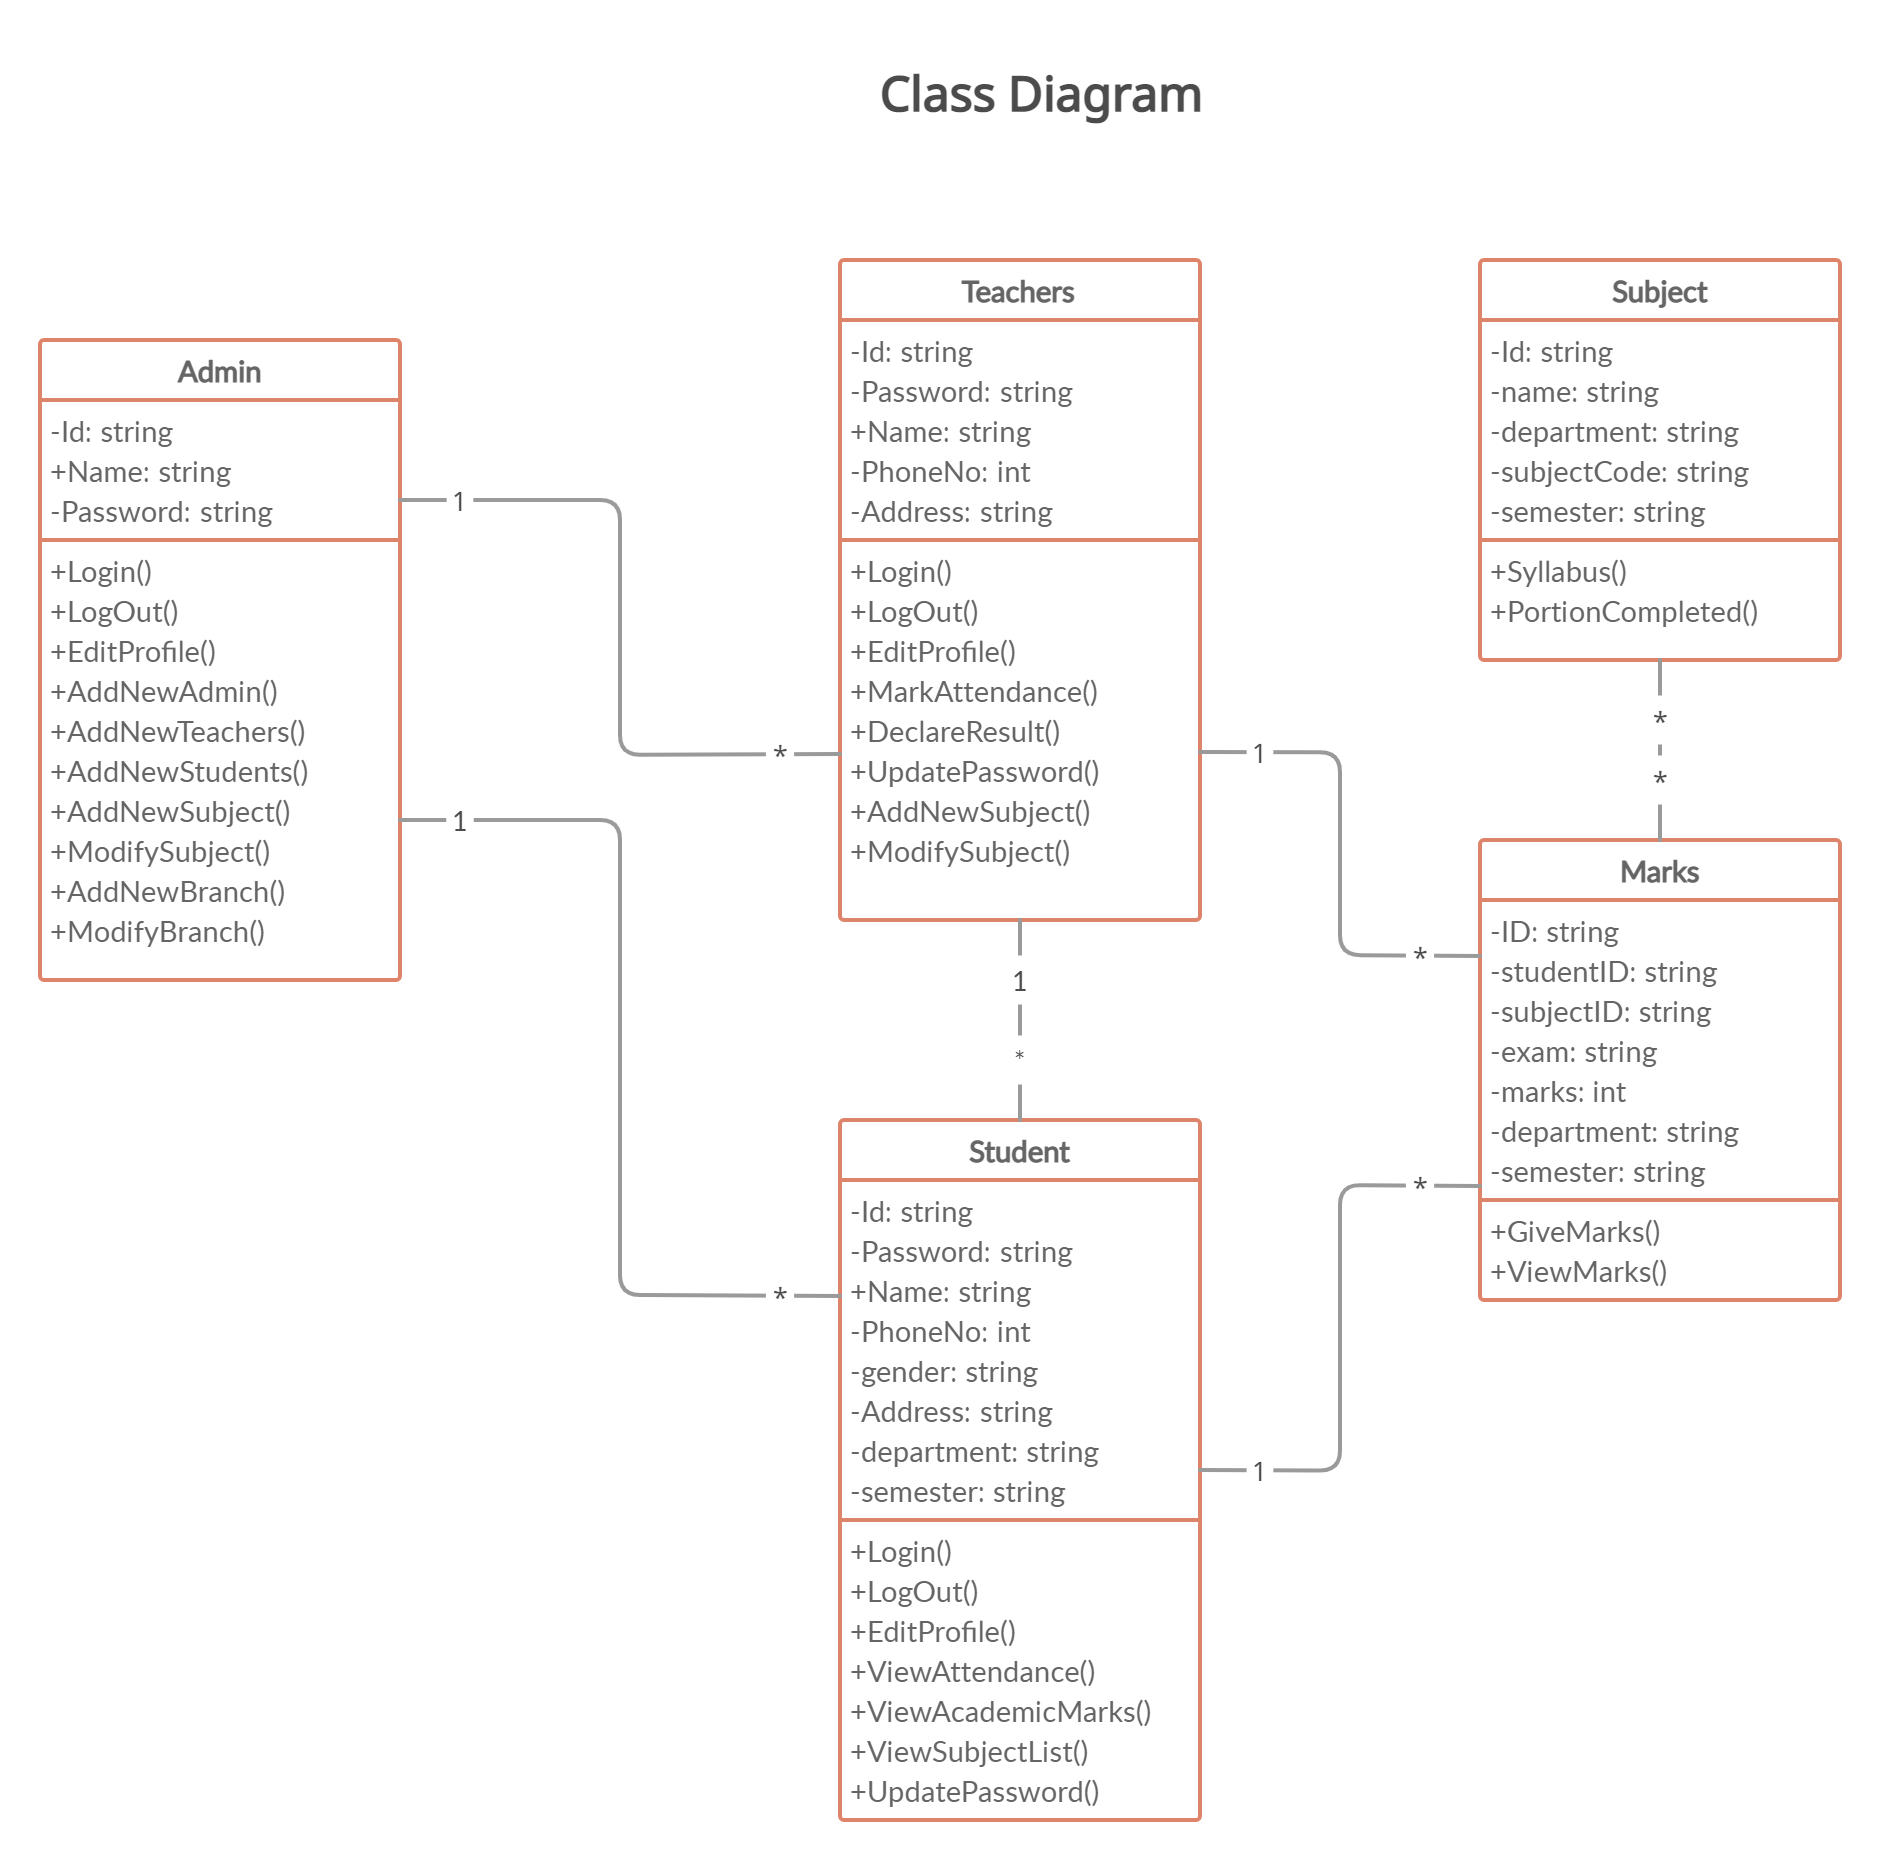 Class Diagram
Admin
-Id: string
+Name: string
-Password: string
+Login()
+LogOut()
+EditProfile()
+AddNewAdmin()
+AddNewTeachers()
+AddNewStudents()
+AddNewSubject()
+ModifySubject()
+AddNewBranch()
+ModifyBranch()
1
*
1
*
Teachers
-Id: string
-Password: string
+Name: string
-PhoneNo: int
-Address: string
+Login()
+LogOut()
+EditProfile()
+MarkAttendance()
+DeclareResult()
+UpdatePassword()
+AddNewSubject()
+ModifySubject()
1
*
Student
-Id: string
-Password: string
+Name: string
-PhoneNo: int
-gender: string
-Address: string
-department: string
-semester: string
+Login()
+LogOut()
+EditProfile()
+ViewAttendance()
+ViewAcademicMarks()
+ViewSubjectList()
+UpdatePassword()
1
*
1
*
Subject
-Id: string
-name: string
-department: string
-subjectCode: string
-semester: string
+Syllabus()
+PortionCompleted()
*
*
Marks
-ID: string
-studentID: string
-subjectID: string
-exam: string
-marks: int
-department: string
-semester: string
+GiveMarks()
+ViewMarks()